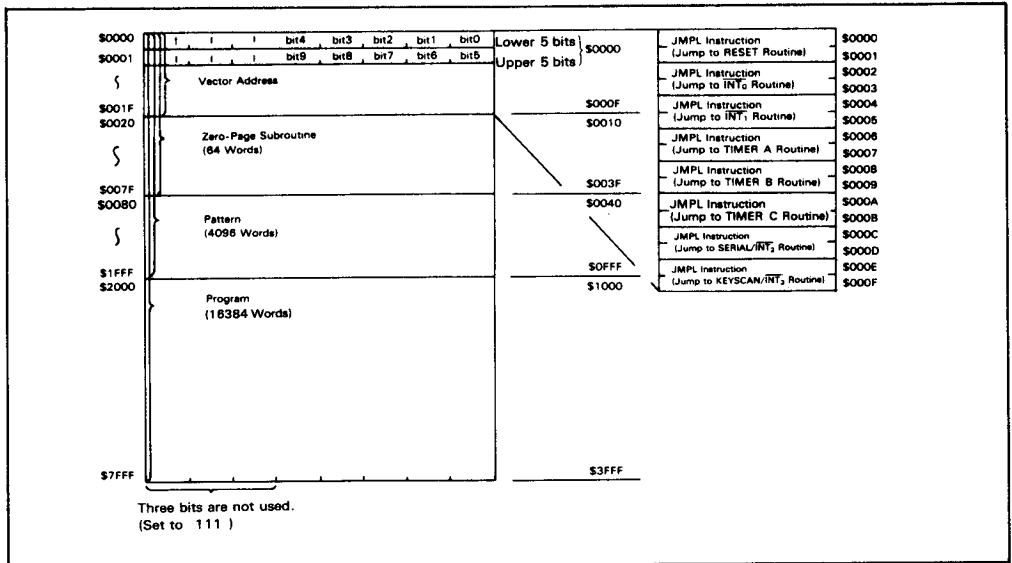 $0000
1 1 1 bit4 bit3 bit2 bit1 bit0
Lower 5 bits
$0001
1 1 1 bit9 bit8 bit7 bit6 bit5
Upper 5 bits
$0000
Vector Address
$001F
$000F
$0020
$0010
Zero-Page Subroutine
(64 Words)
$007F
$003F
$0080
$0040
Pattern
(4096 Words)
$1FFF
$0FFF
$2000
$1000
Program
(16384 Words)
$7FFF
$3FFF
Three bits are not used.
(Set to 111 )
JMPL Instruction
(Jump to RESET Routine)
$0000
$0001
JMPL Instruction
(Jump to INT0 Routine)
$0002
$0003
JMPL Instruction
(Jump to INT1 Routine)
$0004
$0005
JMPL Instruction
(Jump to TIMER A Routine)
$0006
$0007
JMPL Instruction
(Jump to TIMER B Routine)
$0008
$0009
JMPL Instruction
(Jump to TIMER C Routine)
$000A
$000B
JMPL Instruction
(Jump to SERIAL/INT2 Routine)
$000C
$000D
JMPL Instruction
(Jump to KEYSCAN/INT3 Routine)
$000E
$000F